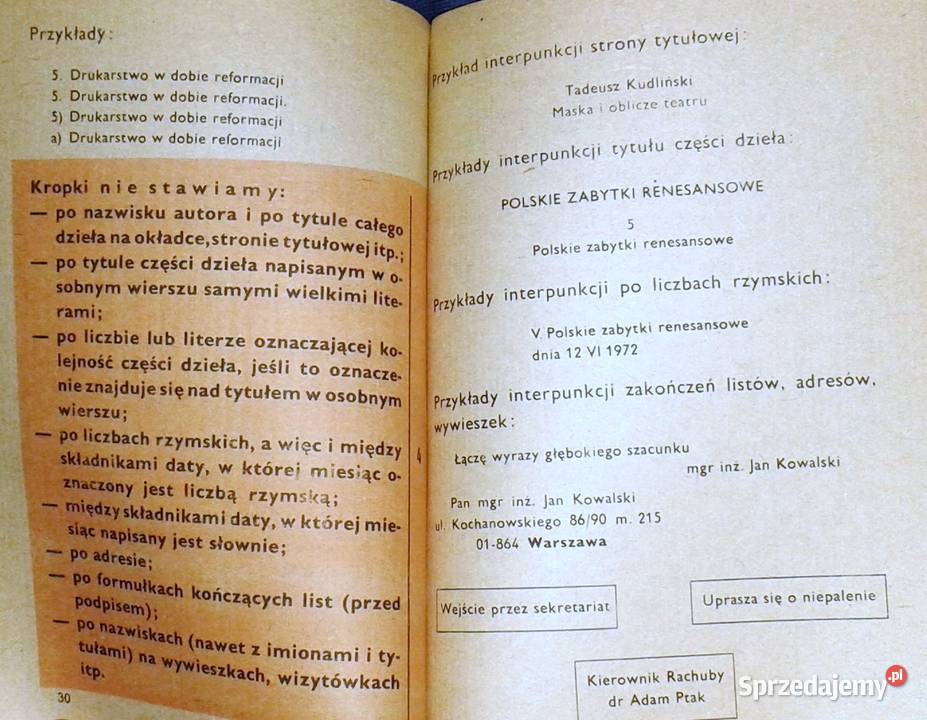 Przykłady:
5. Drukarstwo w dobie reformacji
5. Drukarstwo w dobie reformacji.
5) Drukarstwo w dobie reformacji
a) Drukarstwo w dobie reformacji
Kropki nie stawiamy:
— po nazwisku autora i po tytule całego
dzieła na okładce, stronie tytułowej itp.;
— po tytule części dzieła napisanym w o-
sobnym wierszu samymi wielkimi lite-
rami;
— po liczbie lub literze oznaczającej ko-
lejność części dzieła, jeśli to oznacze-
nie znajduje się nad tytułem w osobnym
wierszu;
— po liczbach rzymskich, a więc i między
składnikami daty, w której miesiąc o-
znaczony jest liczbą rzymską;
— między składnikami daty, w której mie-
siąc napisany jest słownie;
— po adresie;
— po formułkach kończących list (przed
podpisem);
— po nazwiskach (nawet z imionami i ty-
tułami) na wywieszkach, wizytówkach
itp.
30
Przykład interpunkcji strony tytułowej:
Tadeusz Kudliński
Maska i oblicze teatru
Przykłady interpunkcji tytułu części dzieła:
POLSKIE ZABYTKI RENESANSOWE
5
Polskie zabytki renesansowe
Przykłady interpunkcji po liczbach rzymskich:
V Polskie zabytki renesansowe
dnia 12 VI 1972
Przykłady interpunkcji zakończeń listów, adresów,
wywieszek:
Łączę wyrazy głębokiego szacunku
mgr inż. Jan Kowalski
Pan mgr inż. Jan Kowalski
ul. Kochanowskiego 86/90 m. 215
01-864 Warszawa
Wejście przez sekretariat
Uprasza się o niepalenie
Kierownik Rachuby
dr Adam Ptak
Sprzedajemy.pl